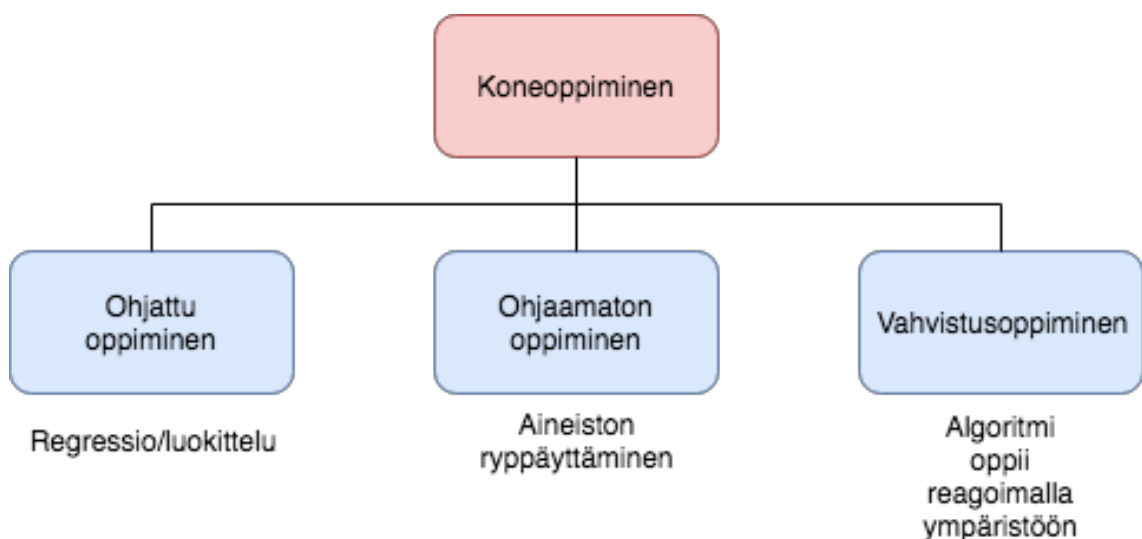 Koneoppiminen
Ohjattu
oppiminen
Ohjaamaton
oppiminen
Vahvistusoppiminen
Regressio/luokittelu
Aineiston
ryppäyttäminen
Algoritmi
oppii
reagoimalla
ympäristöön